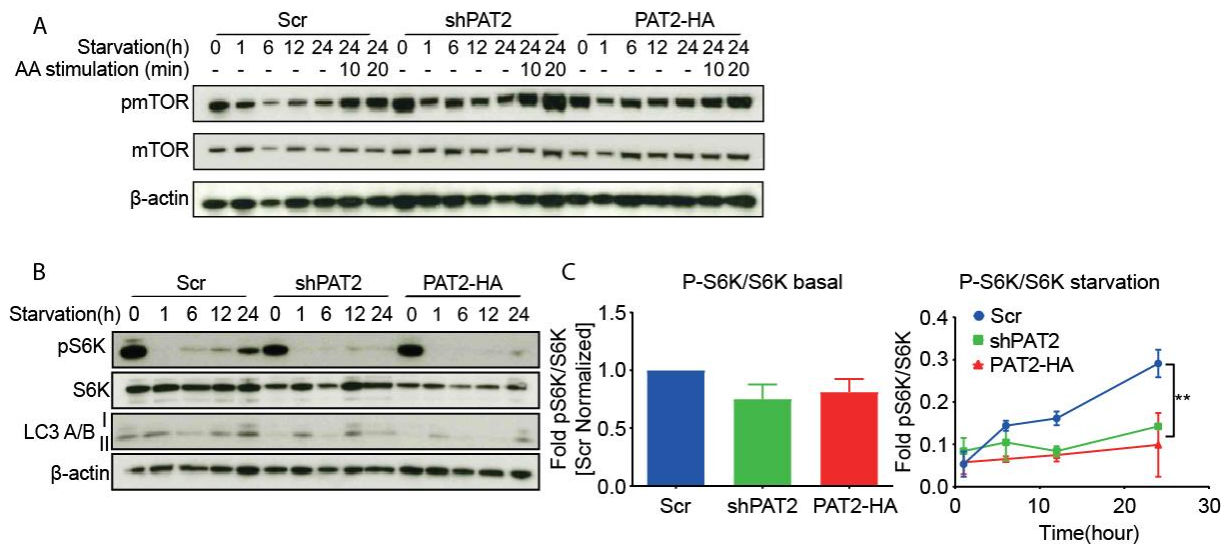 A
Scr shPAT2 PAT2-HA
Starvation(h) 0 1 6 12 24 24 24 0 1 6 12 24 24 24 0 1 6 12 24 24 24
AA stimulation (min) - - - - - 10 20 - - - - - 10 20 - - - - - 10 20
pmTOR
mTOR
β-actin
B
Scr shPAT2 PAT2-HA
Starvation(h) 0 1 6 12 24 0 1 6 12 24 0 1 6 12 24
pS6K
S6K
LC3 A/B I
II
β-actin
C
P-S6K/S6K basal
Fold pS6K/S6K
[Scr Normalized]
1.5
1.0
0.5
0.0
Scr shPAT2 PAT2-HA
P-S6K/S6K starvation
Fold pS6K/S6K
0.4
0.3
0.2
0.1
0.0
Scr
shPAT2
PAT2-HA
**
0 10 20 30
Time(hour)